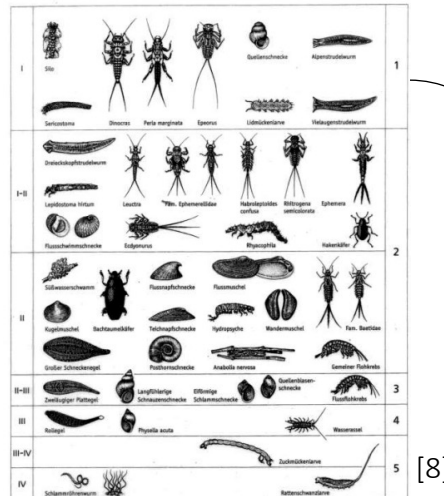 I
Silo
Quellenschnecke
Alpenstrudelwurm
1
Sericostoma
Dinocras
Perla marginata
Epeorus
Lidmückenlarve
Vielaugenstrudelwurm
Dreieckskopfstrudelwurm
I-II
Lepidostoma hirtum
Leuctra
Fam. Ephemerellidae
Habroleptoides
confusa
Rhithrogena
semicolorata
Ephemera
Flussschwimmschnecke
Ecdyonurus
Rhyacophila
Hakenkäfer
2
Süßwasserschwamm
Flussnapfschnecke
Flussmuschel
II
Kugelmuschel
Bachtaumelkäfer
Teichnapfschnecke
Hydropsyche
Wandermuschel
Fam. Baetidae
Großer Schneckenegel
Posthornschnecke
Anabolia nervosa
Gemeiner Flohkrebs
II-III
Zweiäugiger Plattegel
Langfühlerige
Schnauzenschnecke
Eiförmige
Schlammschnecke
Quellenblasen-
schnecke
Flussflohkrebs
3
III
Rollegel
Physella acuta
Wasserassel
4
III-IV
Zuckmückenlarve
5
IV
Schlammröhrenwurm
Rattenschwanzlarve
[8]